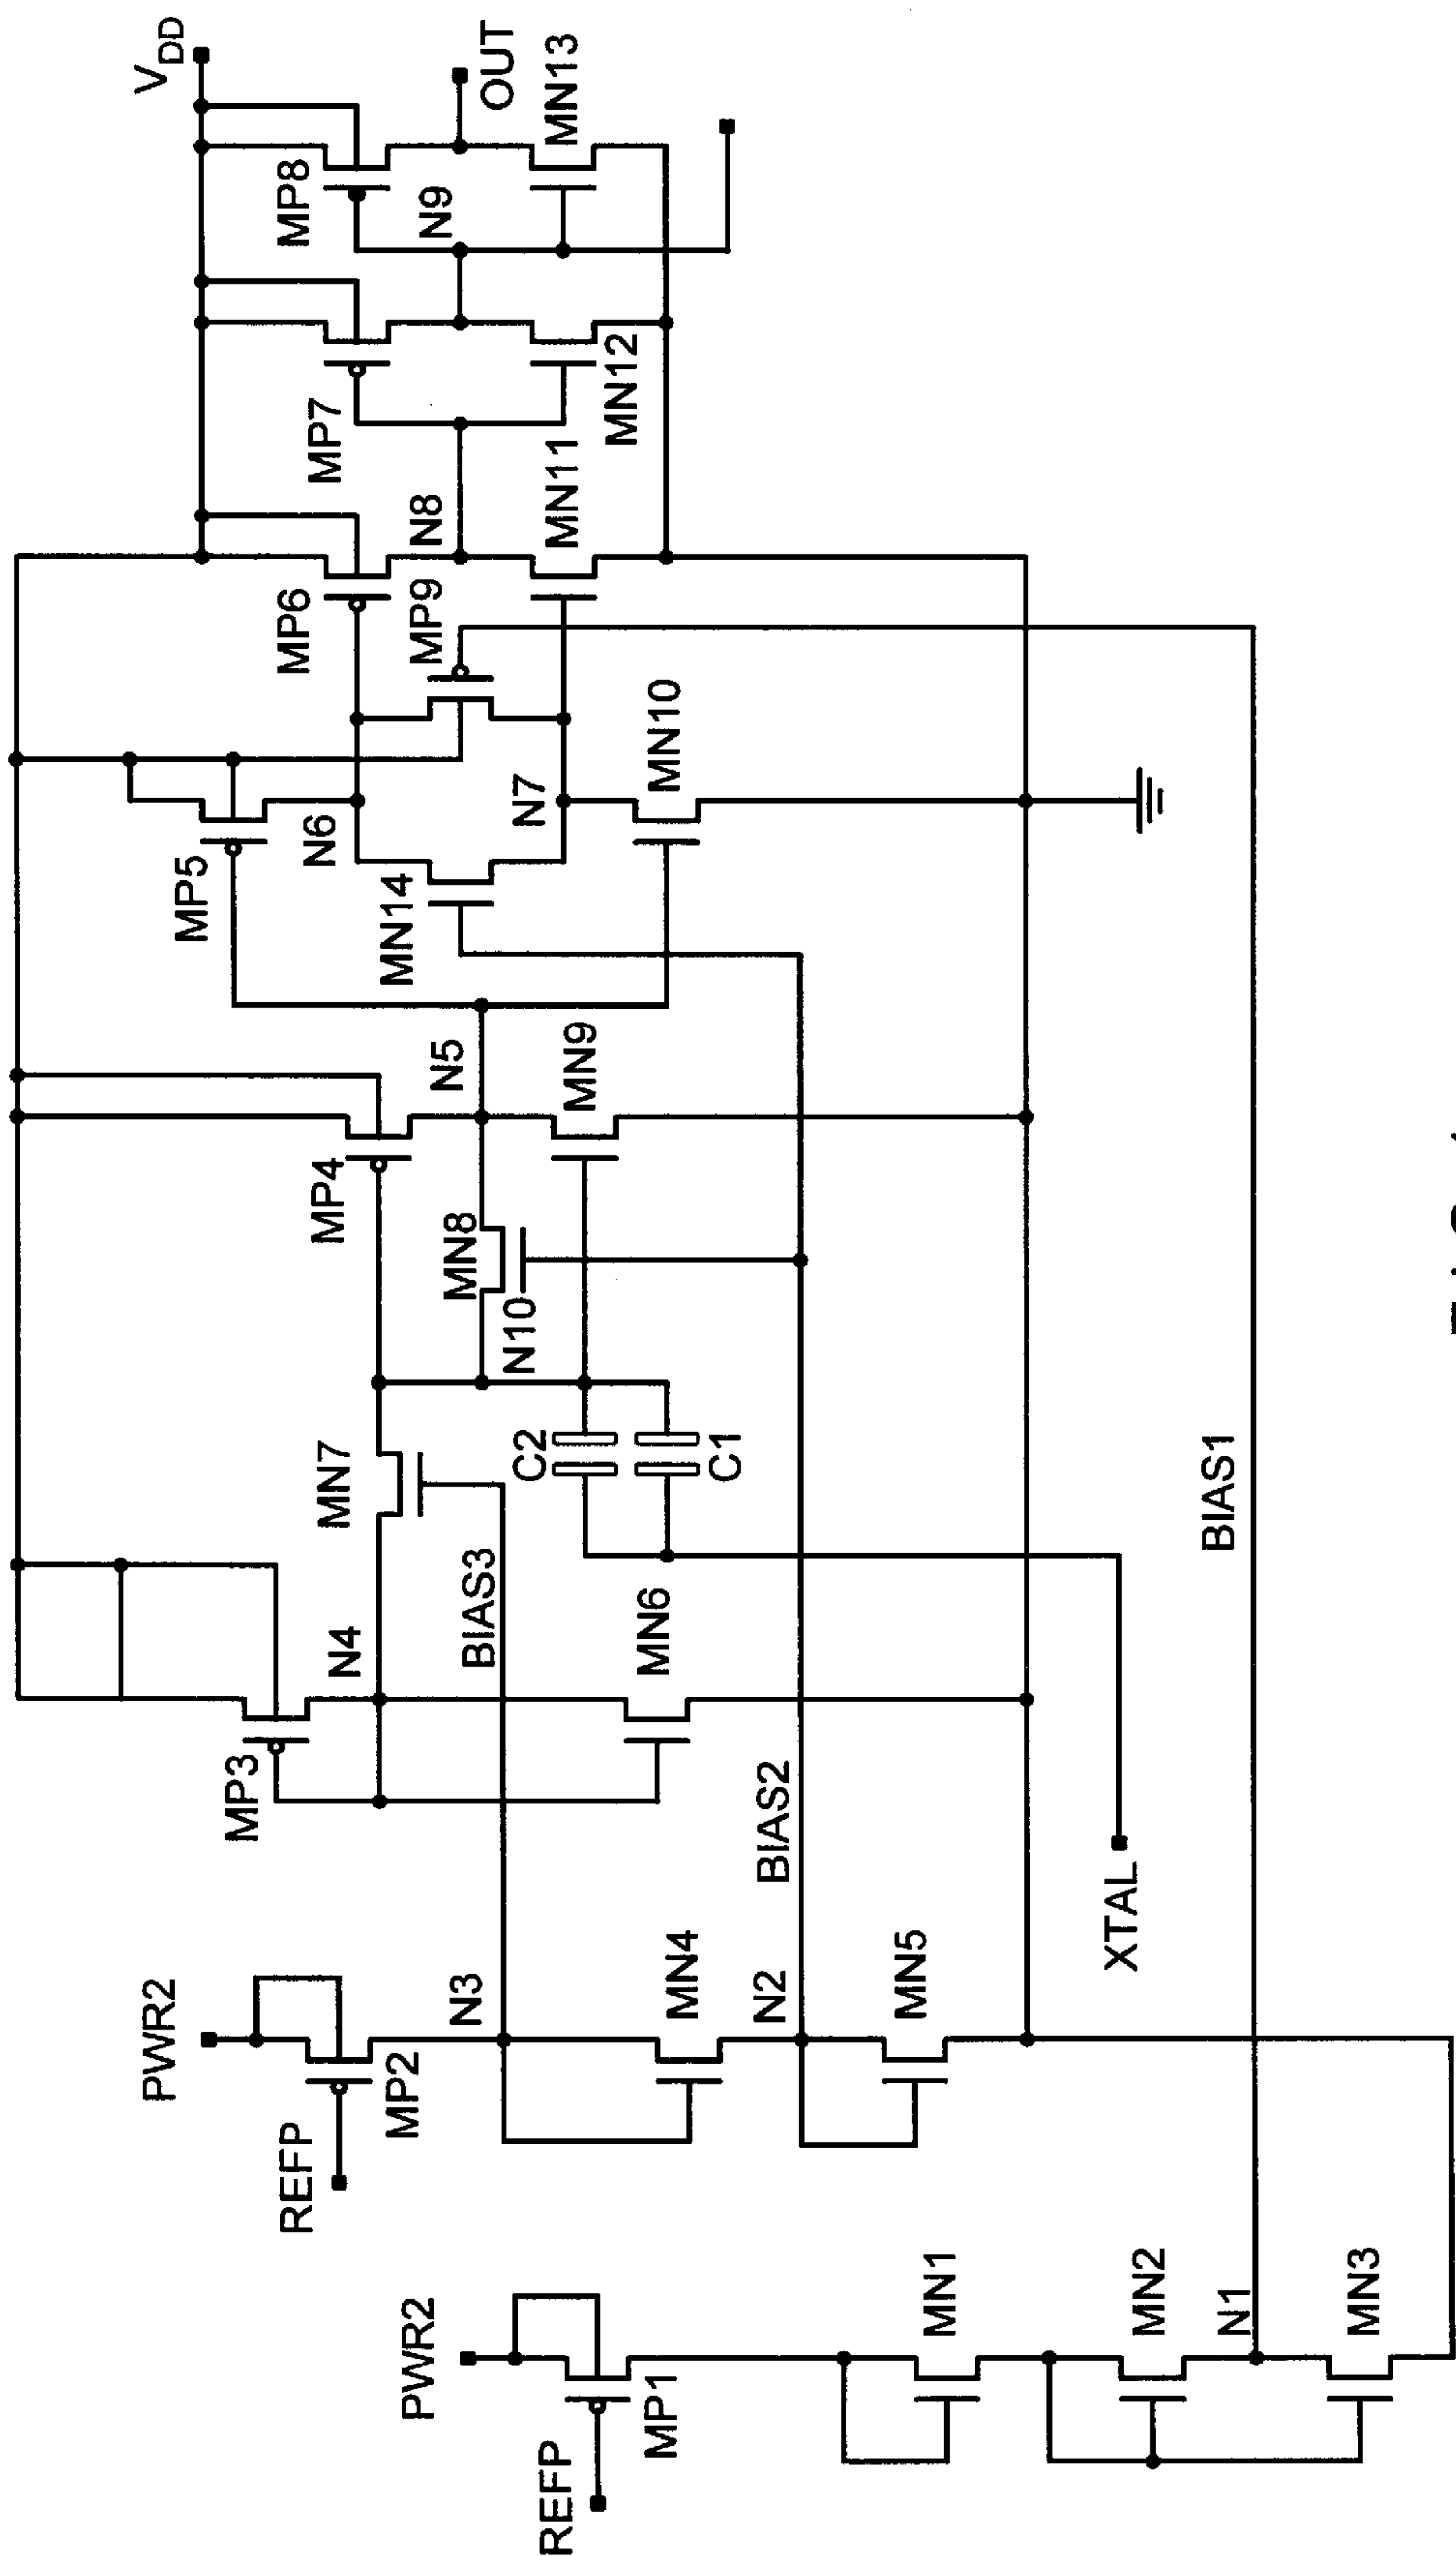 V DD
OUT
MP8
N9
MN13
MP7
MN12
MP6
N8
MP9
MN11
MP5
N6
N7
MN10
MN14
N5
MP4
MN9
MN8
N10
MN7
C2
C1
N4
BIAS3
MN6
BIAS1
MP3
BIAS2
XTAL
PWR2
N3
MN4
N2
MN5
REFP
MP2
PWR2
REFP
MP1
MN1
MN2
N1
MN3